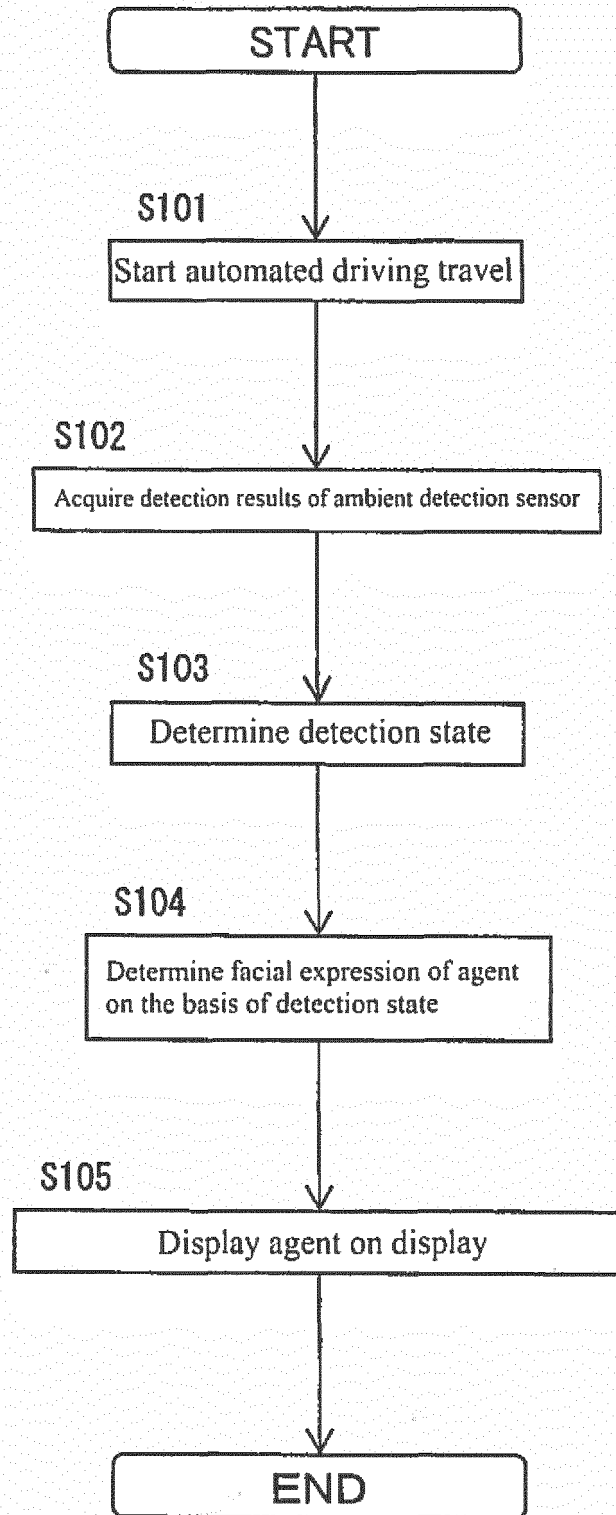 START
S101
Start automated driving travel
S102
Acquire detection results of ambient detection sensor
S103
Determine detection state
S104
Determine facial expression of agent
on the basis of detection state
S105
Display agent on display
END